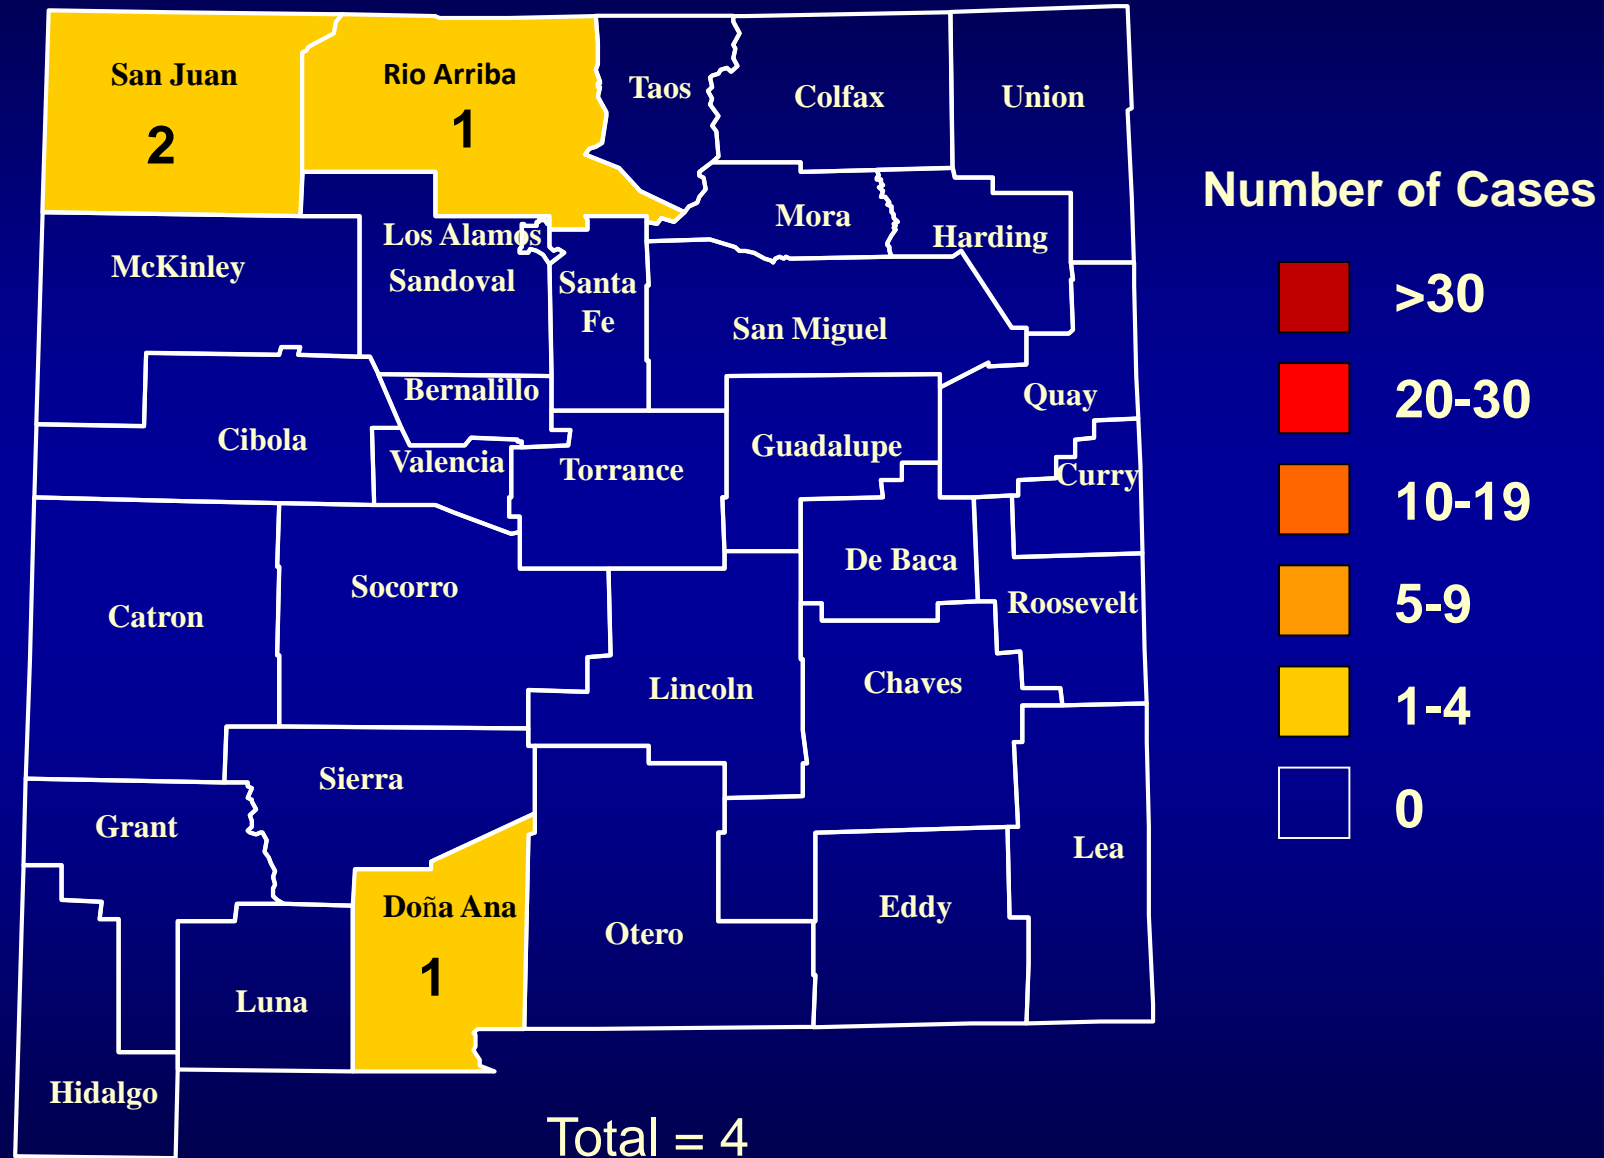 San Juan
2
Rio Arriba
1
Taos
Colfax
Union
Los Alamos
Mora
Harding
McKinley
Sandoval
Santa
Fe
San Miguel
Bernalillo
Quay
Cibola
Valencia
Torrance
Guadalupe
Curry
De Baca
Socorro
Catron
Roosevelt
Lincoln
Chaves
Sierra
Grant
Lea
Doña Ana
1
Otero
Eddy
Luna
Hidalgo
Total = 4
Number of Cases
>30
20-30
10-19
5-9
1-4
0